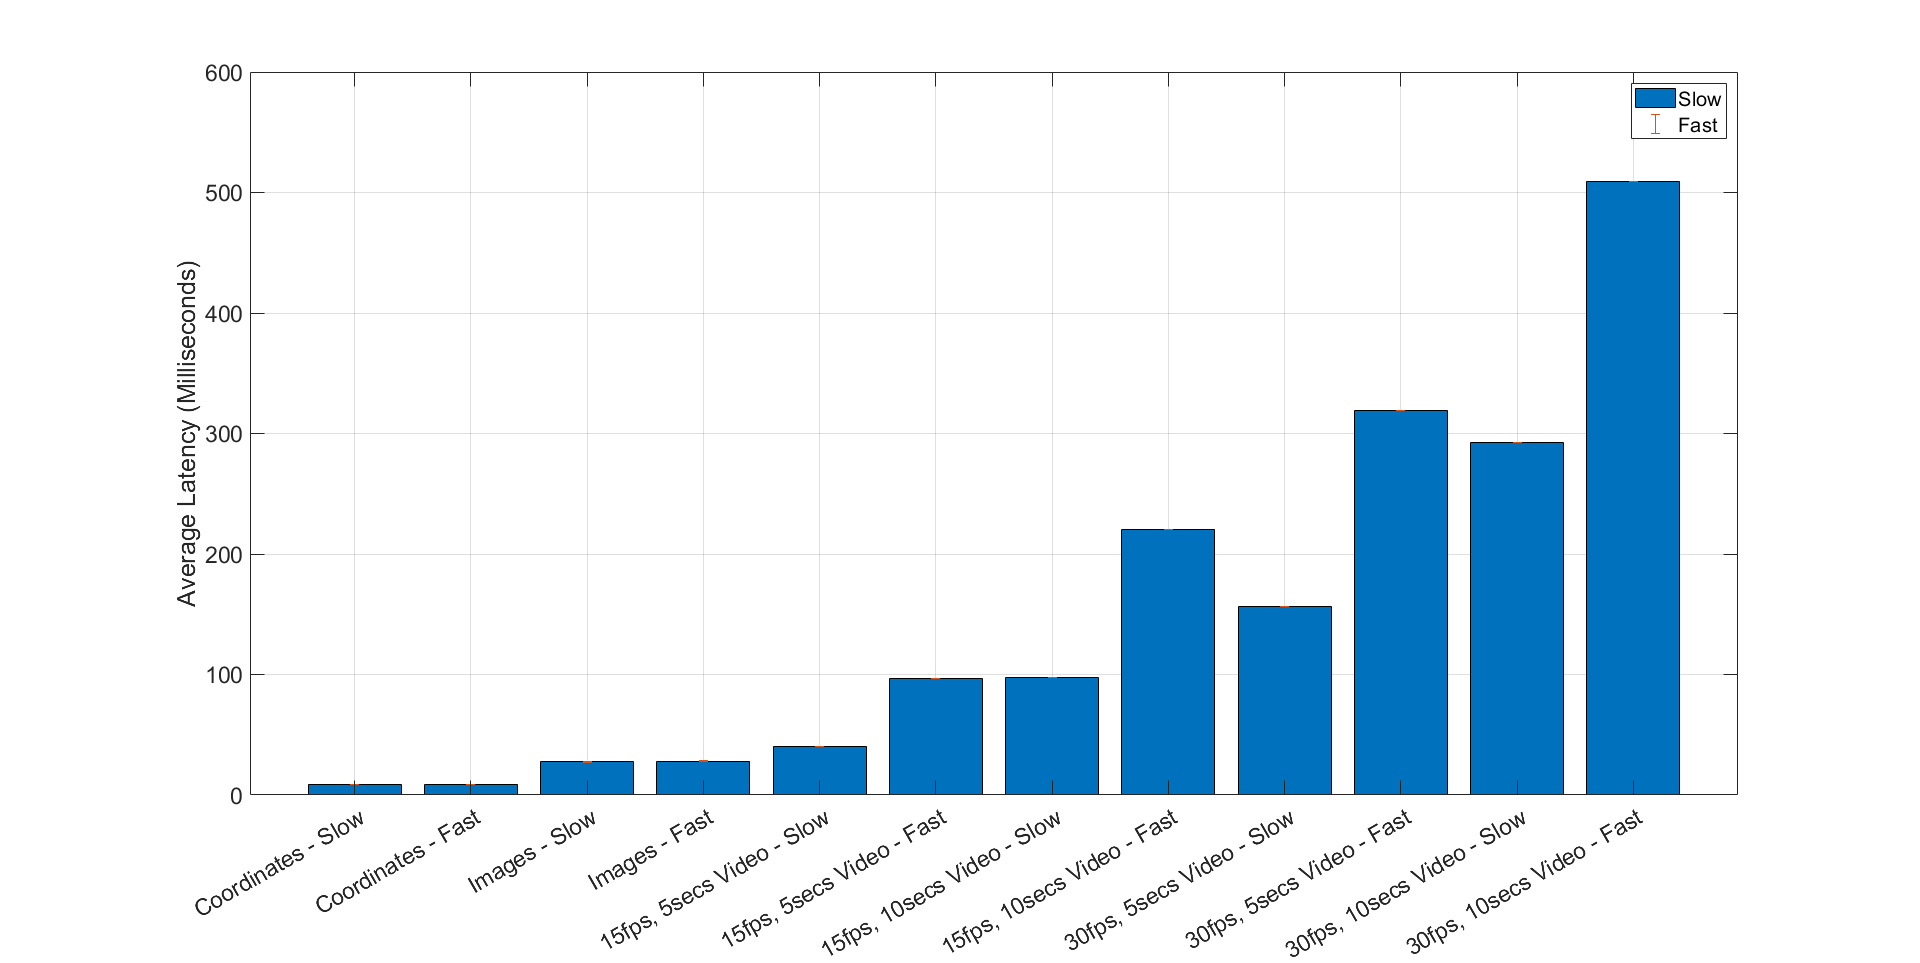 600
500
400
300
200
100
0
Average Latency (Milliseconds)
Slow
Fast
Coordinates - Slow
Coordinates - Fast
Images - Slow
Images - Fast
15fps, 5secs Video - Slow
15fps, 5secs Video - Fast
15fps, 10secs Video - Slow
15fps, 10secs Video - Fast
30fps, 5secs Video - Slow
30fps, 5secs Video - Fast
30fps, 10secs Video - Slow
30fps, 10secs Video - Fast